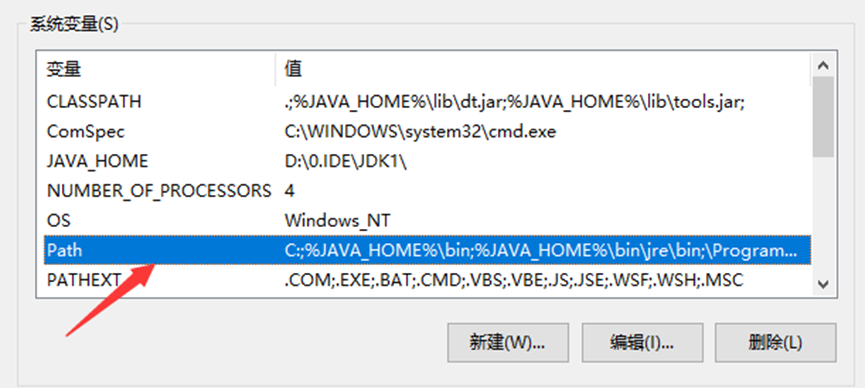 系统变量(S)
变量 值
CLASSPATH .;%JAVA_HOME%\lib\dt.jar;%JAVA_HOME%\lib\tools.jar;
ComSpec C:\WINDOWS\system32\cmd.exe
JAVA_HOME D:\0.IDE\JDK1\
NUMBER_OF_PROCESSORS 4
OS Windows_NT
Path C:;%JAVA_HOME%\bin;%JAVA_HOME%\bin\jre\bin;\Program...
PATHEXT .COM;.EXE;.BAT;.CMD;.VBS;.VBE;.JS;.JSE;.WSF;.WSH;.MSC
新建(W)... 编辑(I)... 删除(L)